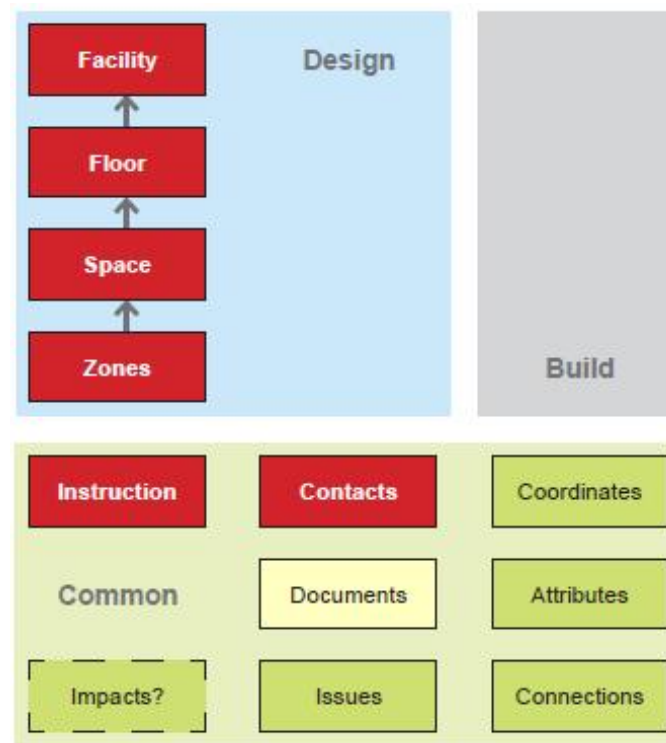 Facility
Design
Floor
Space
Zones
Build
Instruction
Contacts
Coordinates
Common
Documents
Attributes
Impacts?
Issues
Connections